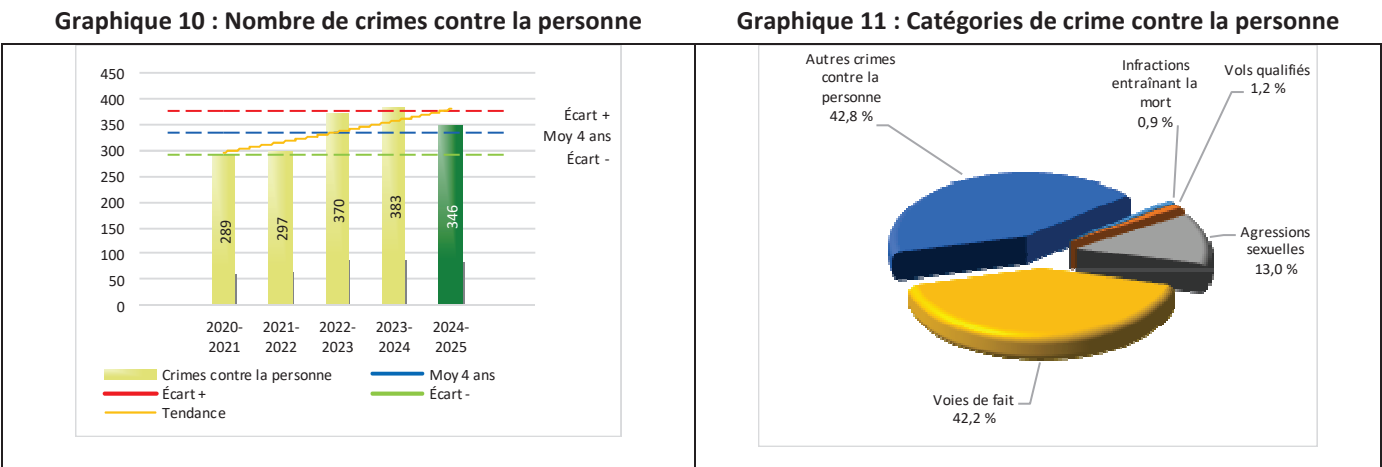 Graphique 10 : Nombre de crimes contre la personne
450
400
350
300
250
200
150
100
50
0
289
297
370
383
346
Écart +
Moy 4 ans
Écart -
2020-
2021
2021-
2022
2022-
2023
2023-
2024
2024-
2025
Crimes contre la personne
Moy 4 ans
Écart +
Écart -
Tendance
Graphique 11 : Catégories de crime contre la personne
Autres crimes
contre la
personne
42,8 %
Infractions
entraînant la
mort
0,9 %
Vols qualifiés
1,2 %
Agressions
sexuelles
13,0 %
Voies de fait
42,2 %